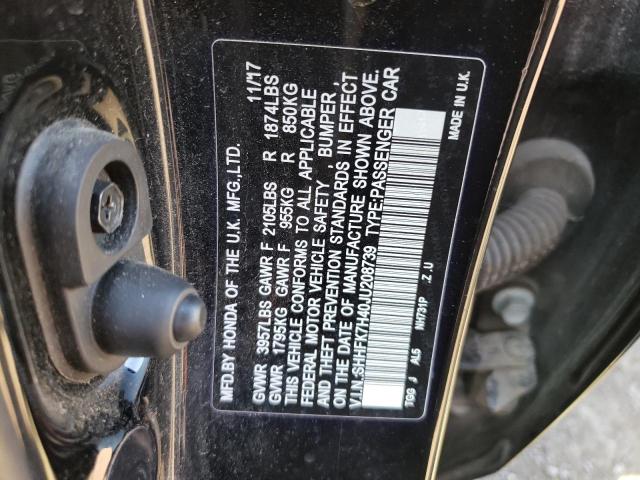 MFD.BY HONDA OF THE U.K. MFG.,LTD. 11/17
GVWR 3957LBS GAWR F 2105LBS R 1874LBS
GVWR 1795KG GAWR F 955KG R 850KG
THIS VEHICLE CONFORMS TO ALL APPLICABLE
FEDERAL MOTOR VEHICLE SAFETY , BUMPER ,
AND THEFT PREVENTION STANDARDS IN EFFECT
ON THE DATE OF MANUFACTURE SHOWN ABOVE.
V.I.N.:SHHFK7H40JU208739 TYPE:PASSENGER CAR
TGG J AL5 NH731P Z . U MADE IN U.K.